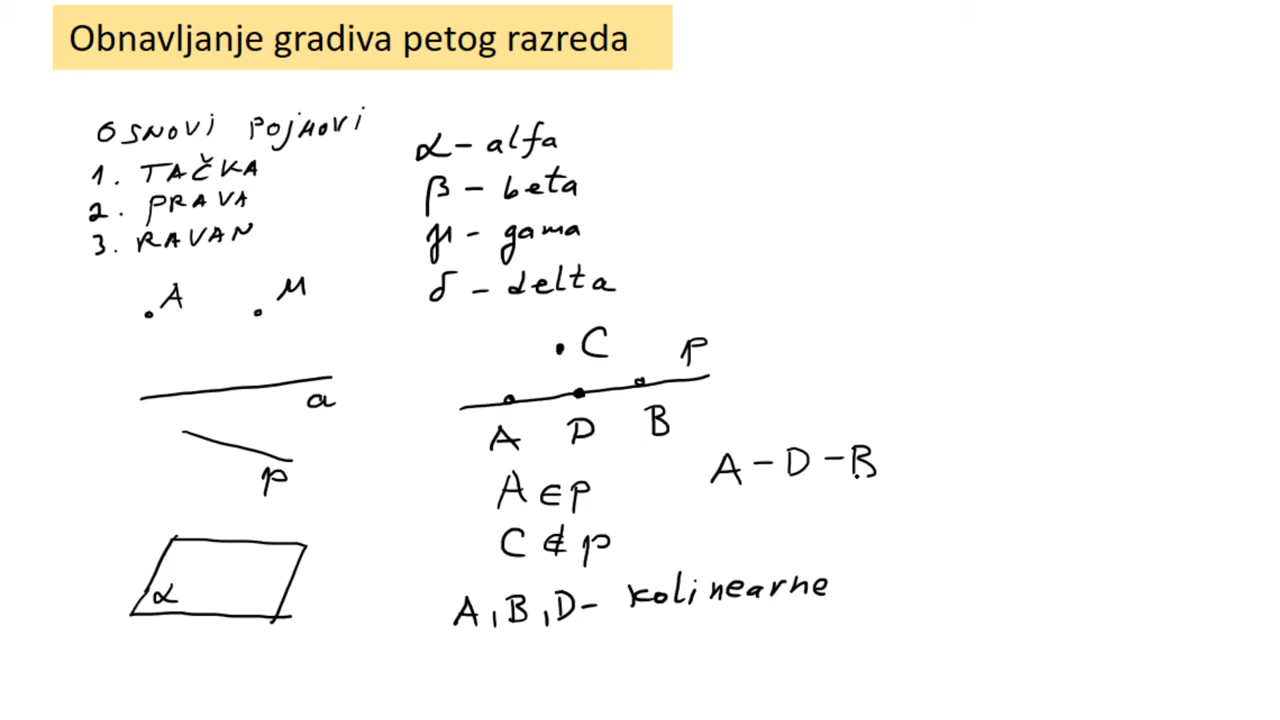 Obnavljanje gradiva petog razreda
OSNOVI POJMOVI
1. TAČKA
2. PRAVA
3. RAVAN
α - alfa
β - beta
γ - gama
δ - delta
A M
a
p
α
C P
A D B
A ∈ p
C ∉ p
A, B, D - kolinearne
A - D - B